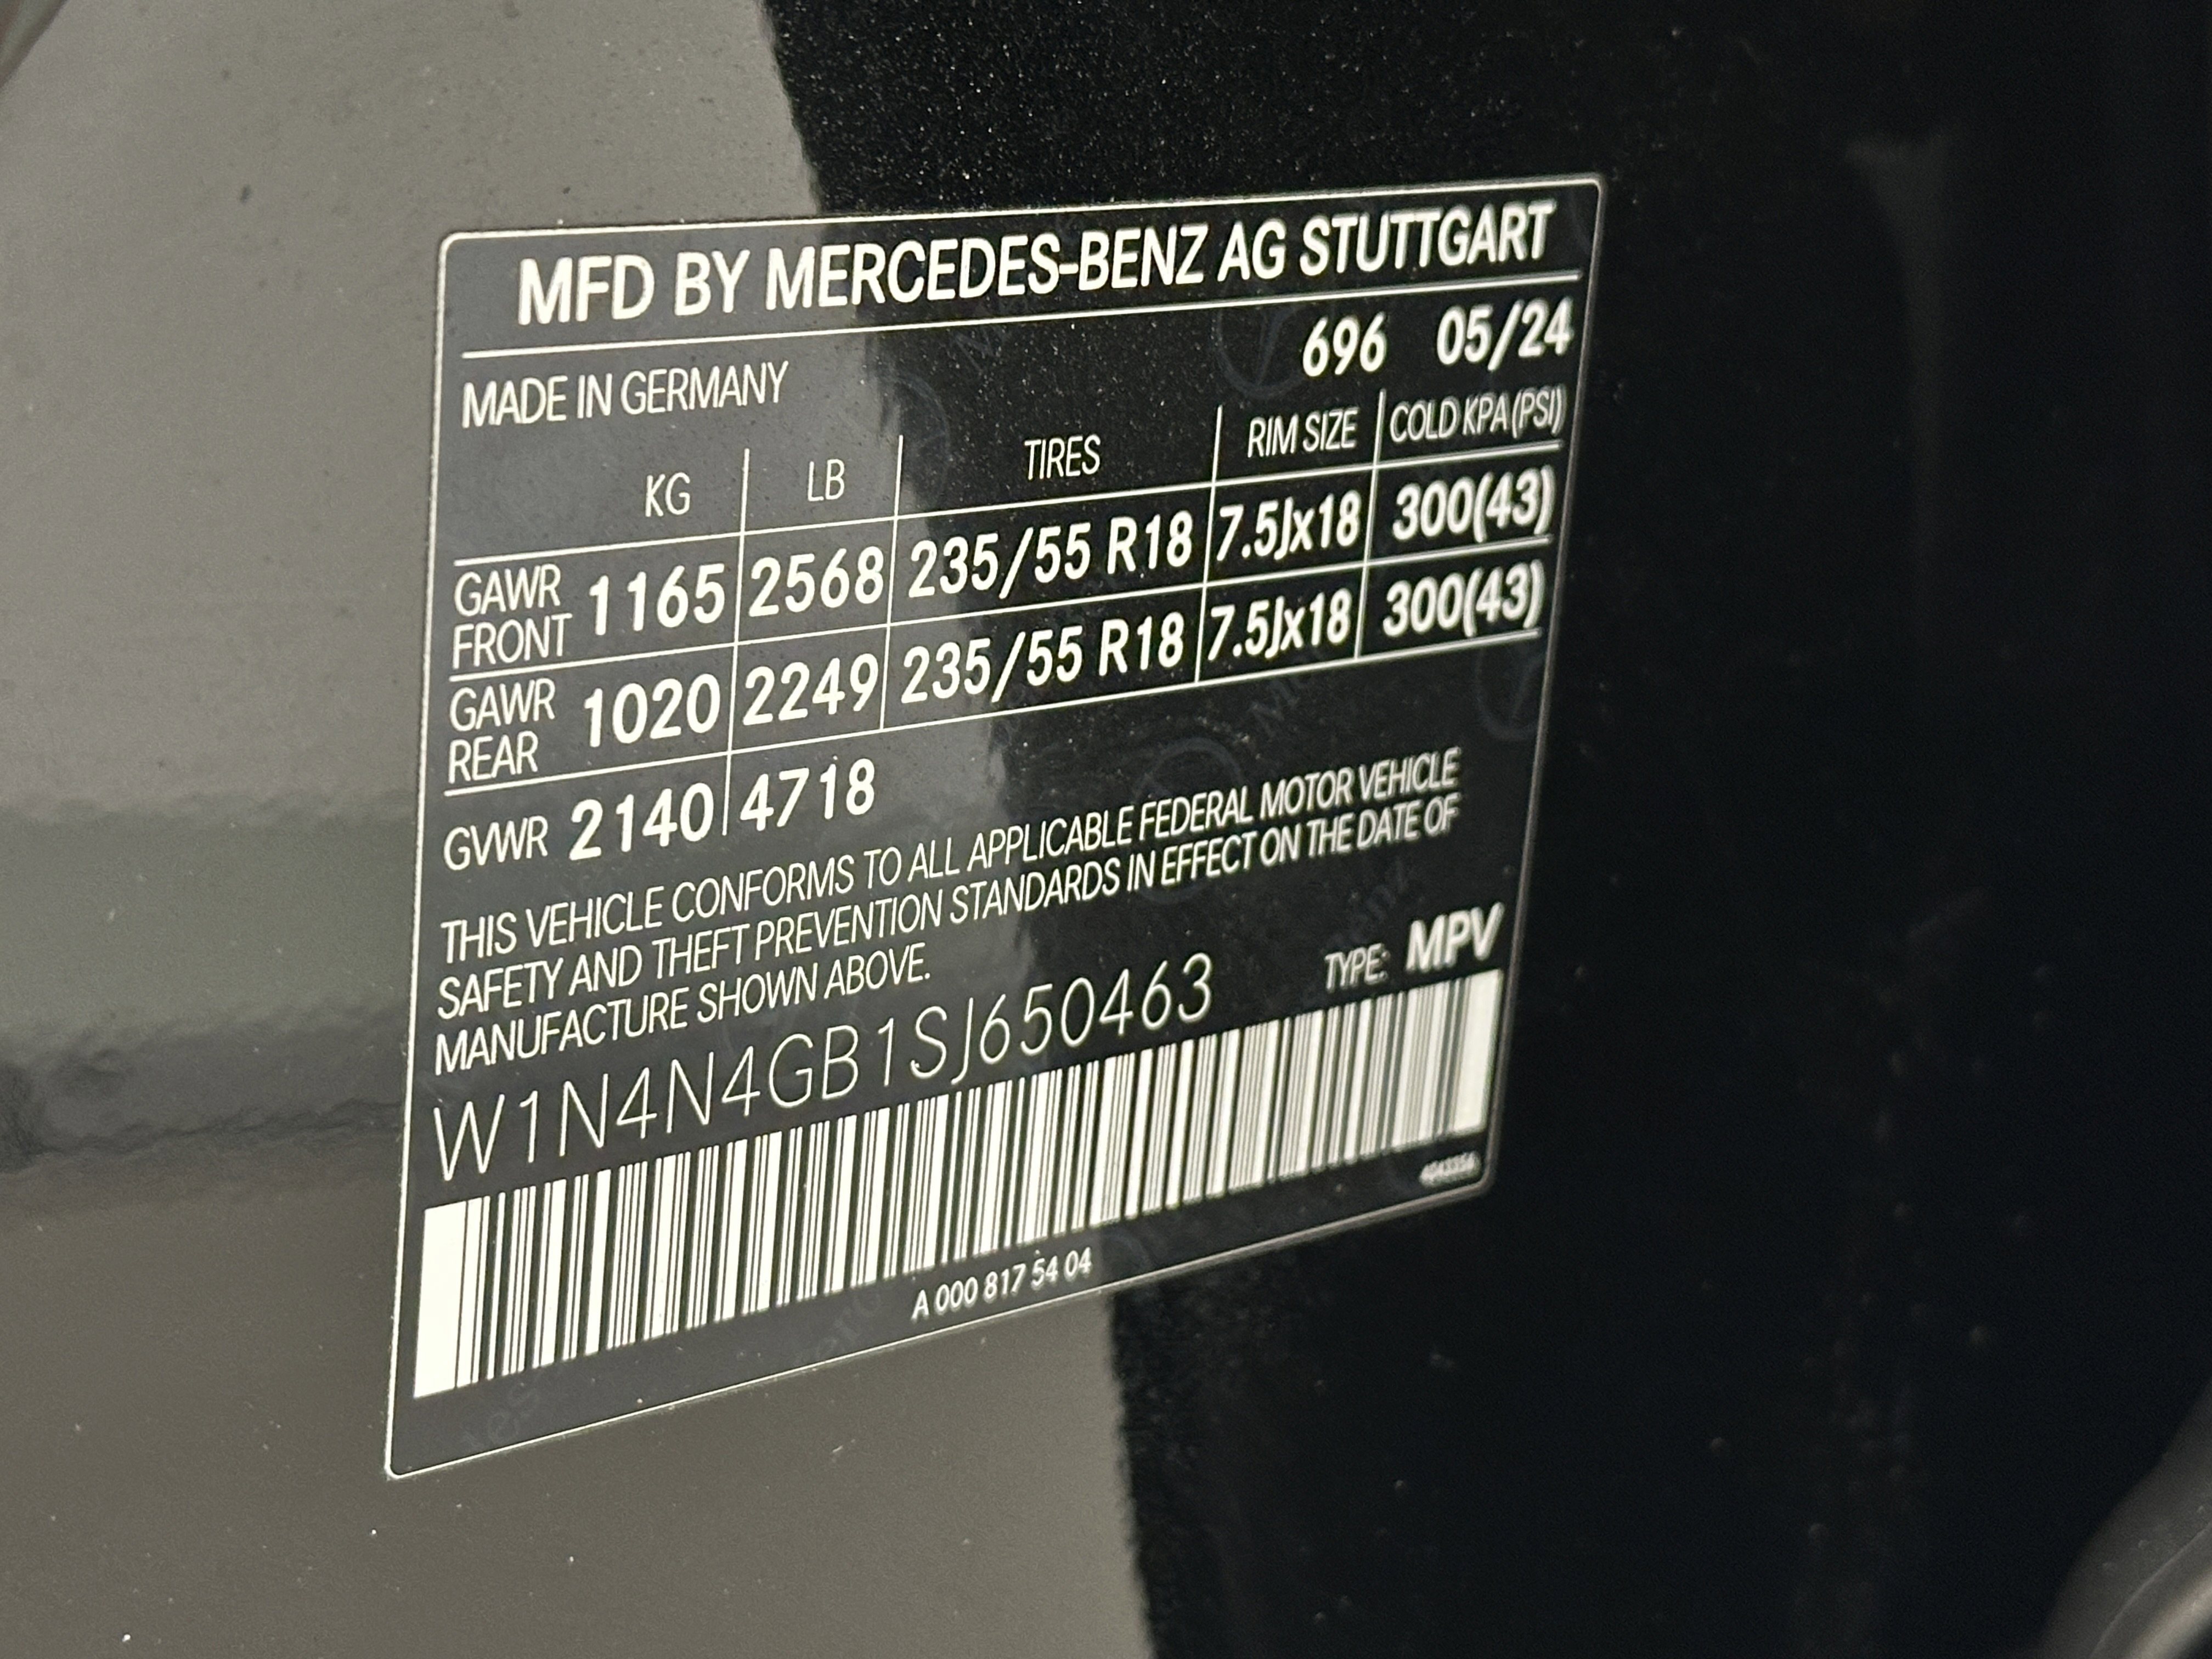 MFD BY MERCEDES-BENZ AG STUTTGART
MADE IN GERMANY 696 05/24
KG LB TIRES RIM SIZE COLD KPA(PSI)
GAWR FRONT 1165 2568 235/55 R18 7.5Jx18 300(43)
GAWR REAR 1020 2249 235/55 R18 7.5Jx18 300(43)
GVWR 2140 4718
THIS VEHICLE CONFORMS TO ALL APPLICABLE FEDERAL MOTOR VEHICLE
SAFETY AND THEFT PREVENTION STANDARDS IN EFFECT ON THE DATE OF
MANUFACTURE SHOWN ABOVE.
W1N4N4GB1SJ650463 TYPE: MPV
A 000 817 54 04